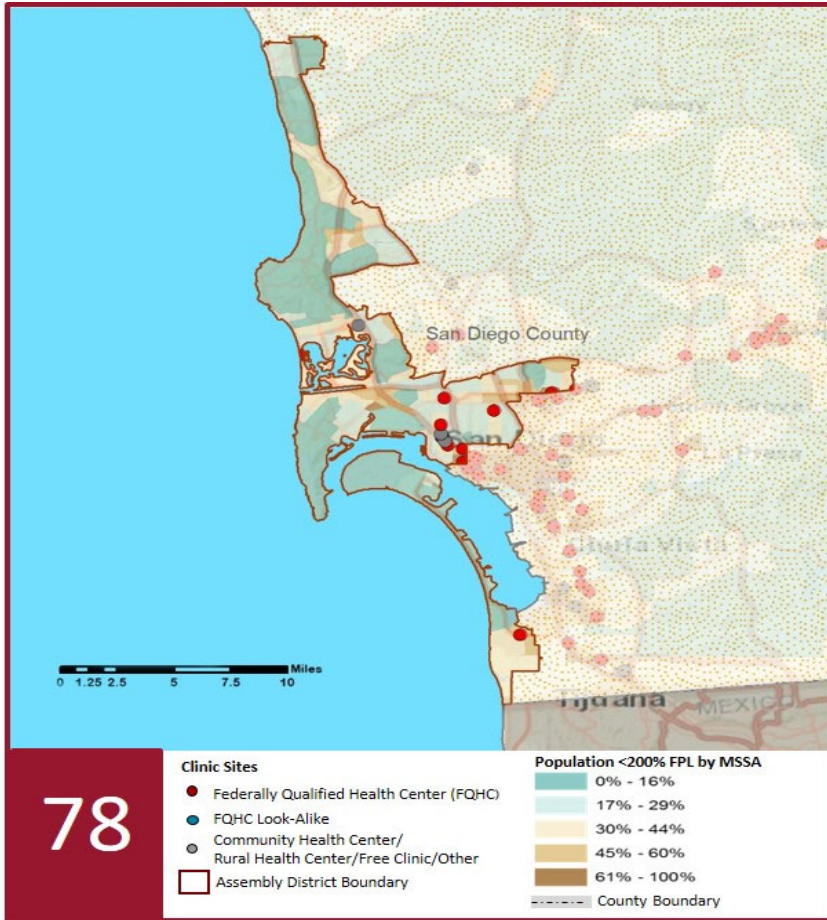 San Diego County
San Diego
Chula Vista
Tijuana
MEXICO
Miles
0 1.25 2.5 5 7.5 10
78
Clinic Sites
Federally Qualified Health Center (FQHC)
FQHC Look-Alike
Community Health Center/
Rural Health Center/Free Clinic/Other
Assembly District Boundary
Population <200% FPL by MSSA
0% - 16%
17% - 29%
30% - 44%
45% - 60%
61% - 100%
County Boundary